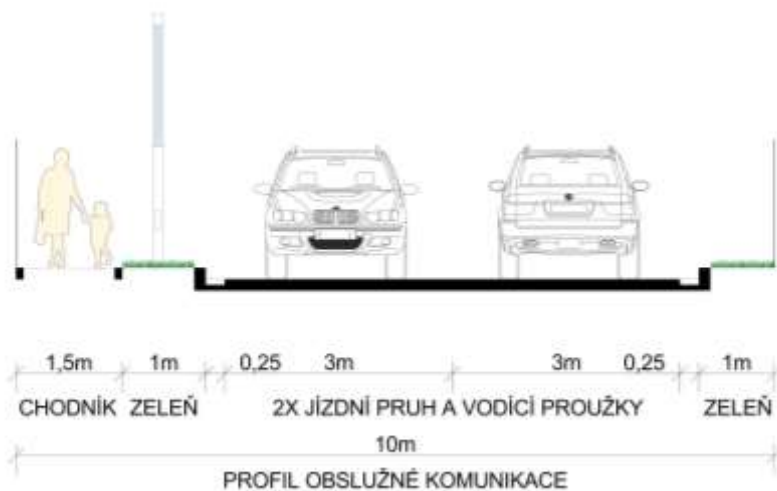 1,5m 1m 0,25 3m 3m 0,25 1m
CHODNÍK ZELEŇ 2X JÍZDNÍ PRUH A VODÍCÍ PROUŽKY ZELEŇ
10m
PROFIL OBSLUŽNÉ KOMUNIKACE